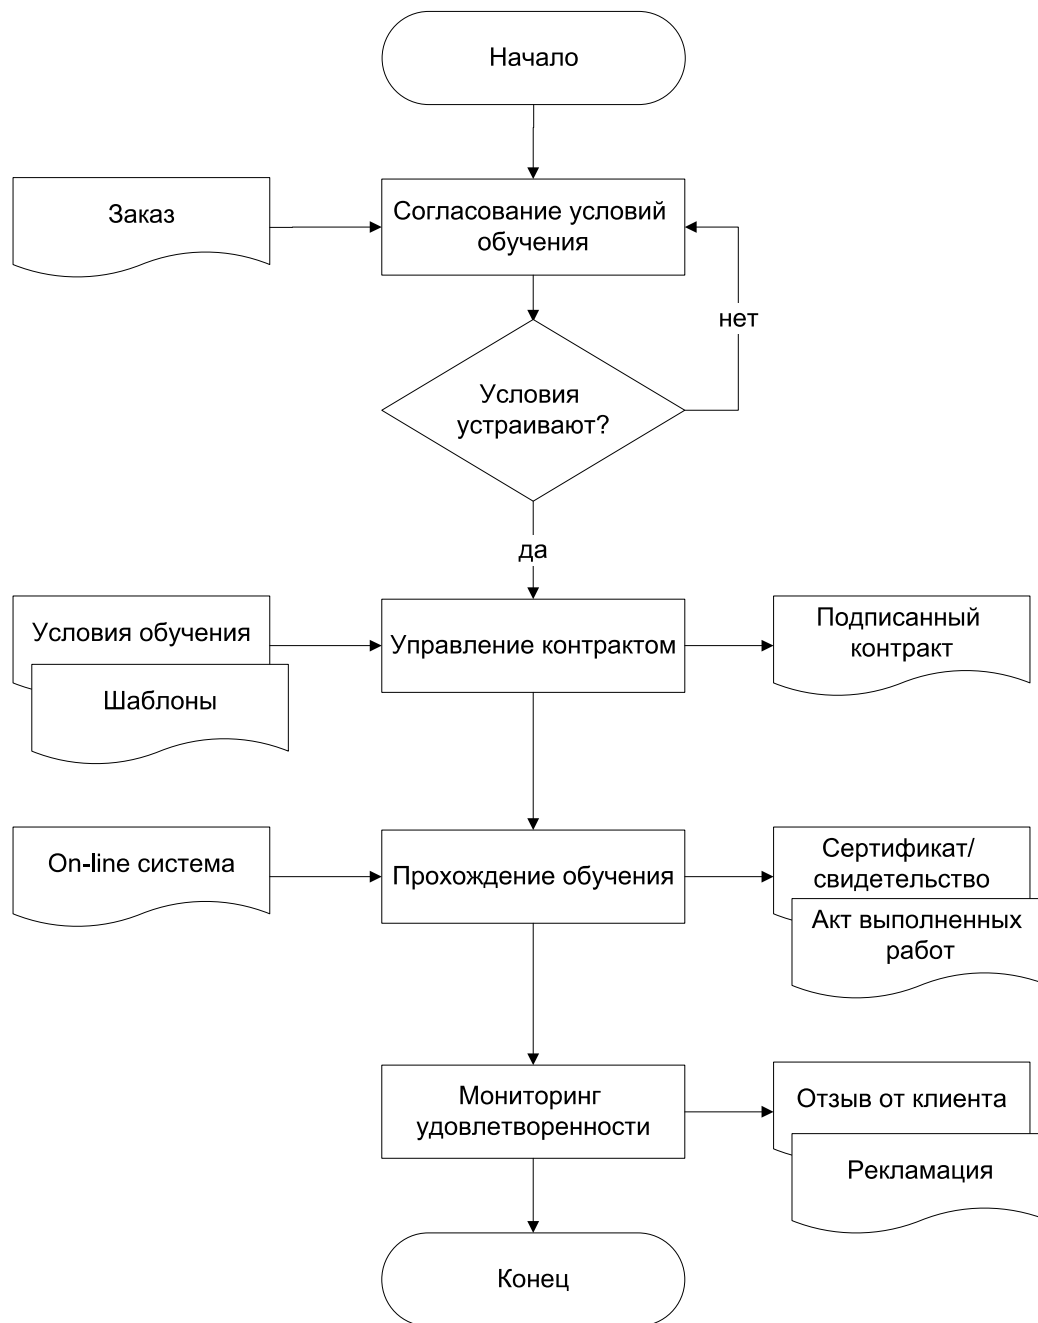 Начало
Заказ
Согласование условий
обучения
нет
Условия
устраивают?
да
Условия обучения
Шаблоны
Управление контрактом
Подписанный
контракт
On-line система
Прохождение обучения
Сертификат/
свидетельство
Акт выполненных
работ
Мониторинг
удовлетворенности
Отзыв от клиента
Рекламация
Конец